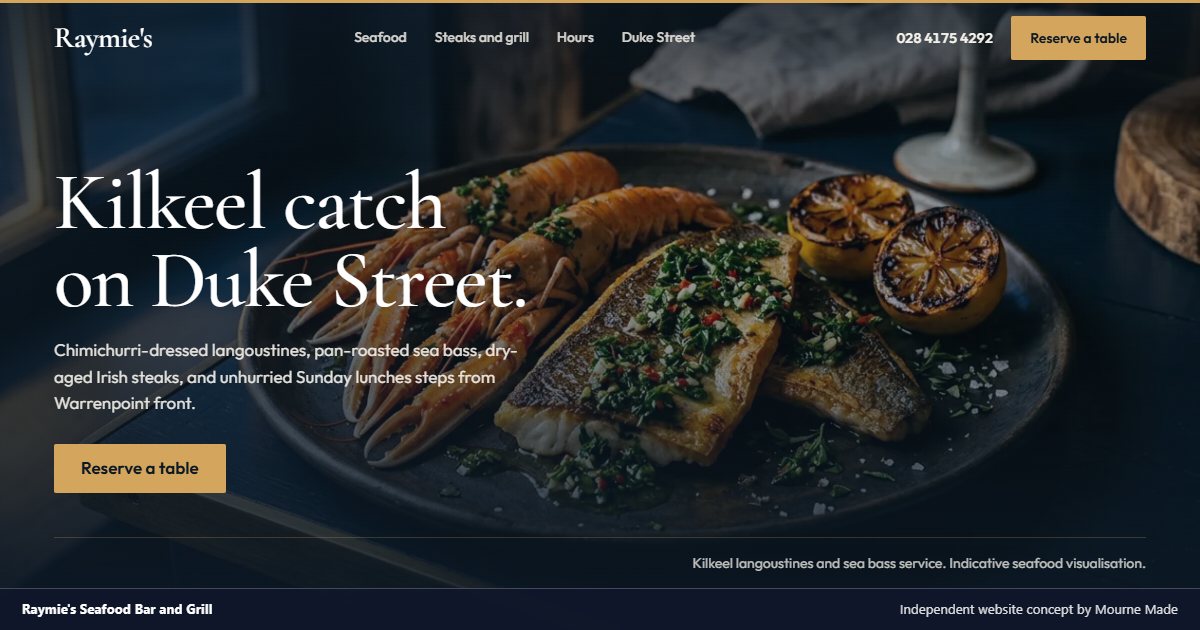 Raymie's
Seafood
Steaks and grill
Hours
Duke Street
028 4175 4292
Reserve a table
Kilkeel catch
on Duke Street.
Chimichurri-dressed langoustines, pan-roasted sea bass, dry-
aged Irish steaks, and unhurried Sunday lunches steps from
Warrenpoint front.
Reserve a table
Kilkeel langoustines and sea bass service. Indicative seafood visualisation.
Raymie's Seafood Bar and Grill
Independent website concept by Mourne Made